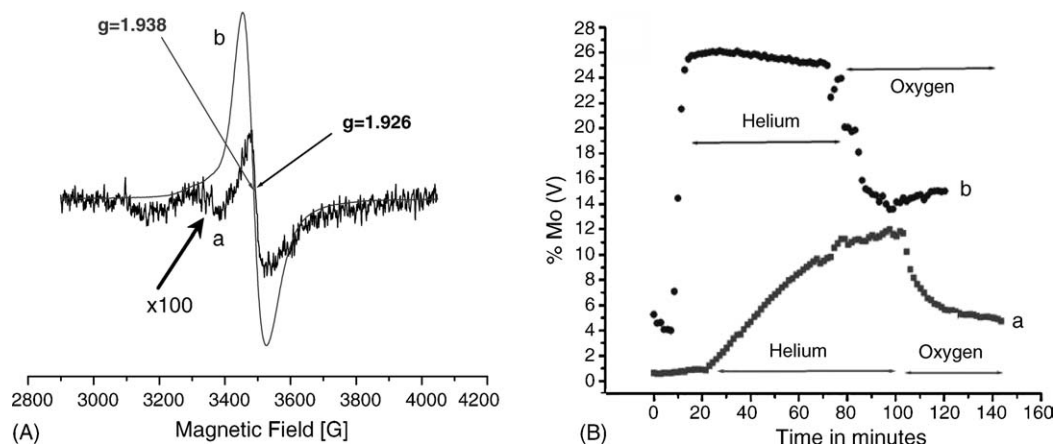 g=1.938
b
g=1.926
a
x100
2800 3000 3200 3400 3600 3800 4000 4200
Magnetic Field [G]
(A)
28
26
24
22
20
18
16
14
12
10
8
6
4
2
0
% Mo (V)
Oxygen
Helium
b
a
Helium
Oxygen
0 20 40 60 80 100 120 140 160
Time in minutes
(B)